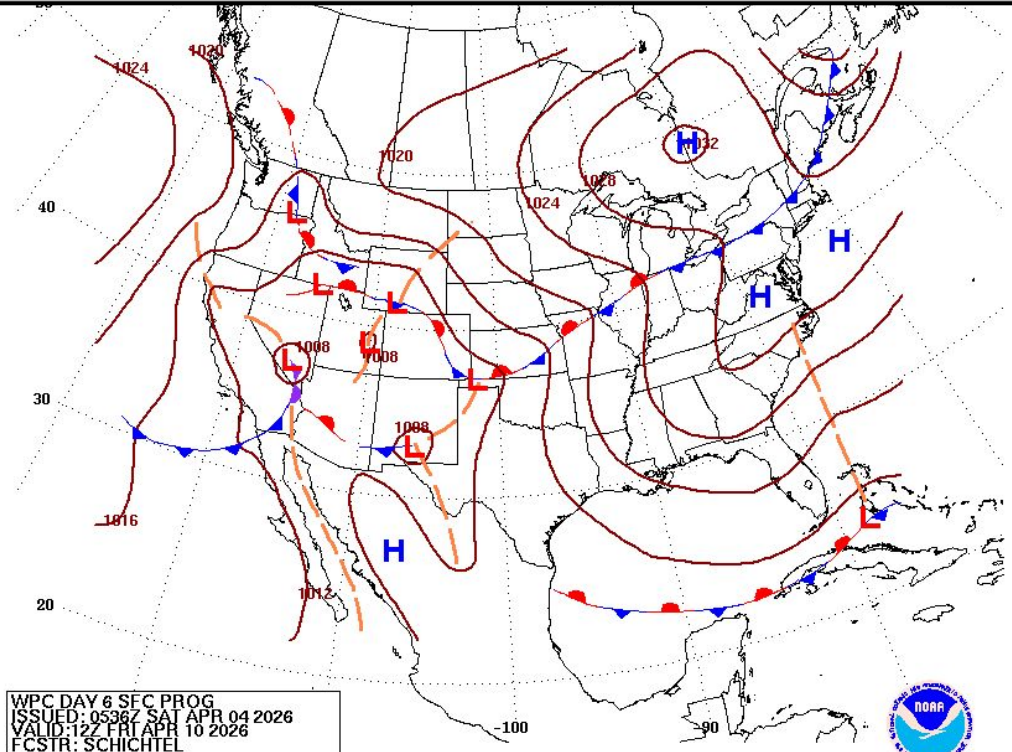 1020
1024
1020
H
1032
1028
40
1024
L
H
L
L
H
L
1008
L
1008
30
L
1008
L
1016
L
H
1012
20
WPC DAY 6 SFC PROG
ISSUED: 0536Z SAT APR 04 2026
VALID:12Z FRI APR 10 2026
FCSTR: SCHICHTEL
-100
-90
NOAA